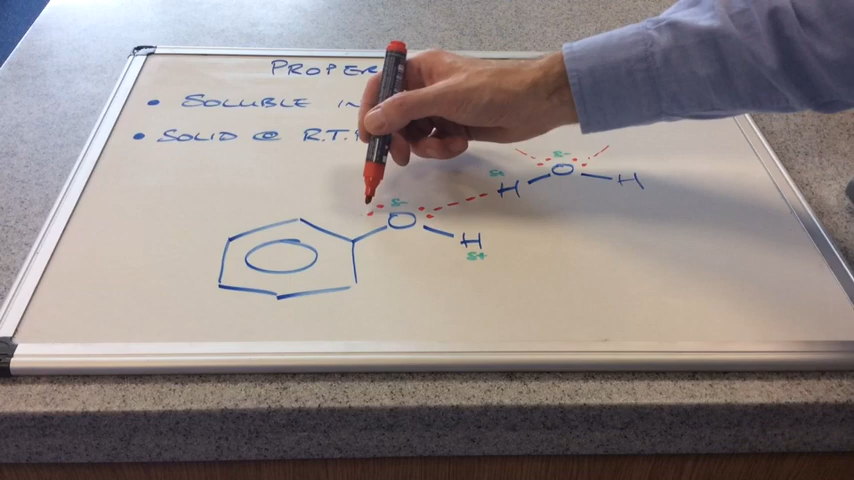 PROPER
• SOLUBLE IN
• SOLID @ R.T.
δ-
δ+
H O H
δ-
O H
δ+